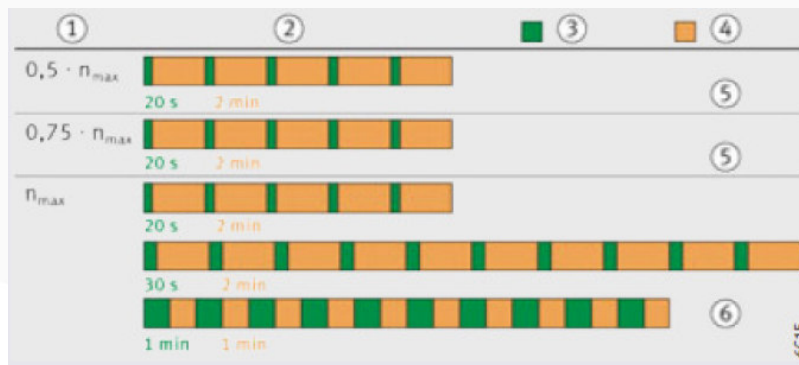 ① ② ③ ④
0,5 · nmax
20 s 2 min ⑤
0,75 · nmax
20 s 2 min ⑤
nmax
20 s 2 min
30 s 2 min
1 min 1 min ⑥